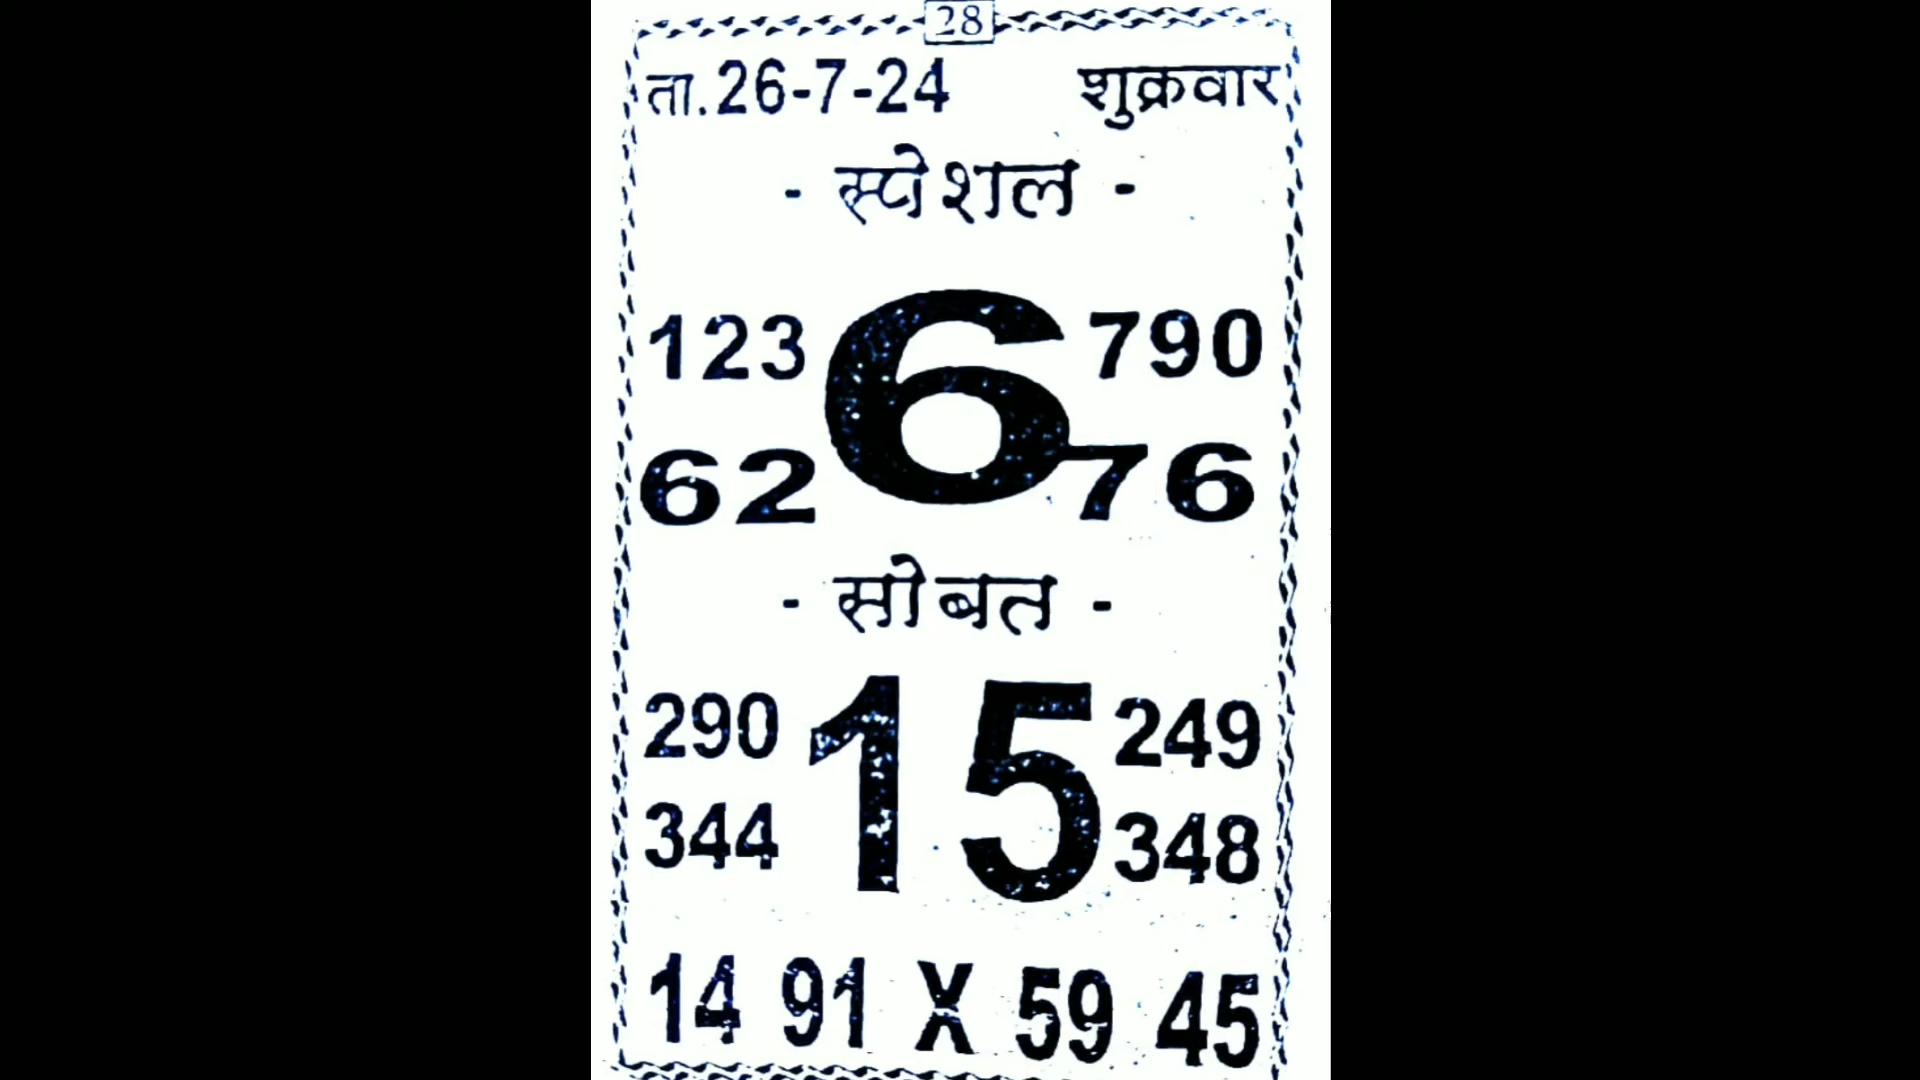 28
ता.26-7-24 शुक्रवार
- स्पेशल -
123 6 790
62 76
- सोबत -
290 15 249
344 348
14 91 X 59 45